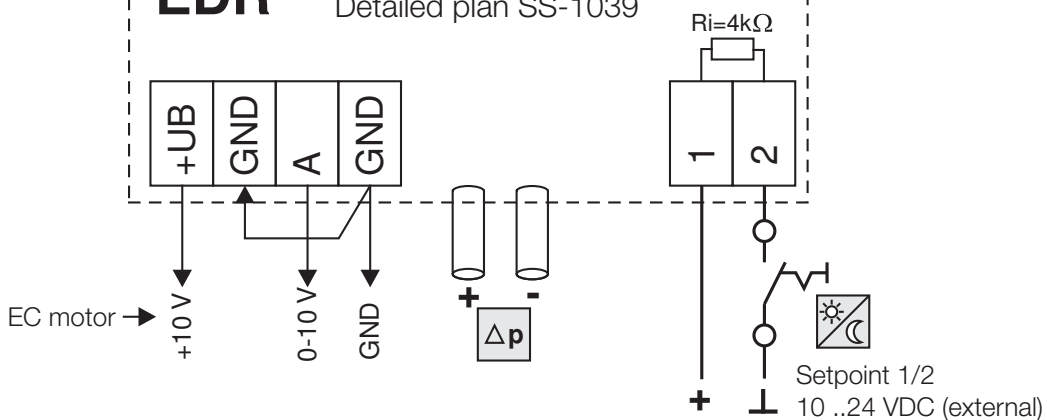 EDR Detailed plan SS-1039
Ri=4kΩ
+UB GND A GND 1 2
+ -
EC motor +10 V 0-10 V GND
Δp
Setpoint 1/2
+ 10 ..24 VDC (external)